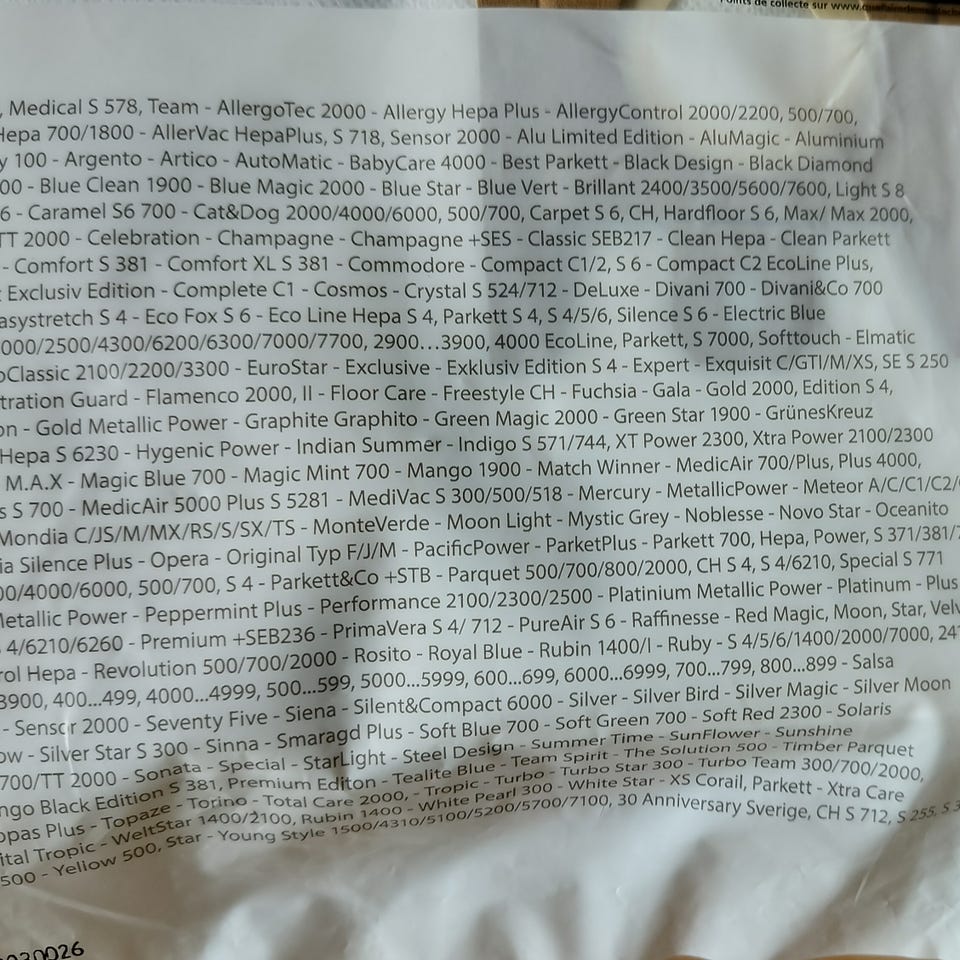 Points de collecte sur www.quefairedemesdechets
, Medical S 578, Team - AllergoTec 2000 - Allergy Hepa Plus - AllergyControl 2000/2200, 500/700,
Hepa 700/1800 - AllerVac HepaPlus, S 718, Sensor 2000 - Alu Limited Edition - AluMagic - Aluminium
y 100 - Argento - Artico - AutoMatic - BabyCare 4000 - Best Parkett - Black Design - Black Diamond
00 - Blue Clean 1900 - Blue Magic 2000 - Blue Star - Blue Vert - Brillant 2400/3500/5600/7600, Light S 8
6 - Caramel S6 700 - Cat&Dog 2000/4000/6000, 500/700, Carpet S 6, CH, Hardfloor S 6, Max/ Max 2000,
TT 2000 - Celebration - Champagne - Champagne +SES - Classic SEB217 - Clean Hepa - Clean Parkett
- Comfort S 381 - Comfort XL S 381 - Commodore - Compact C1/2, S 6 - Compact C2 EcoLine Plus,
t Exclusiv Edition - Complete C1 - Cosmos - Crystal S 524/712 - DeLuxe - Divani 700 - Divani&Co 700
asystretch S 4 - Eco Fox S 6 - Eco Line Hepa S 4, Parkett S 4, S 4/5/6, Silence S 6 - Electric Blue
000/2500/4300/6200/6300/7000/7700, 2900...3900, 4000 EcoLine, Parkett, S 7000, Softtouch - Elmatic
oClassic 2100/2200/3300 - EuroStar - Exclusive - Exklusiv Edition S 4 - Expert - Exquisit C/GTI/M/XS, SE S 250
tration Guard - Flamenco 2000, ll - Floor Care - Freestyle CH - Fuchsia - Gala - Gold 2000, Edition S 4,
on - Gold Metallic Power - Graphite Graphito - Green Magic 2000 - Green Star 1900 - GrünesKreuz
Hepa S 6230 - Hygenic Power - Indian Summer - Indigo S 571/744, XT Power 2300, Xtra Power 2100/2300
M.A.X - Magic Blue 700 - Magic Mint 700 - Mango 1900 - Match Winner - MedicAir 700/Plus, Plus 4000,
s S 700 - MedicAir 5000 Plus S 5281 - MediVac S 300/500/518 - Mercury - MetallicPower - Meteor A/C/C1/C2/
Mondia C/JS/M/MX/RS/S/SX/TS - MonteVerde - Moon Light - Mystic Grey - Noblesse - Novo Star - Oceanito
ia Silence Plus - Opera - Original Typ F/J/M - PacificPower - ParketPlus - Parkett 700, Hepa, Power, S 371/381/7
00/4000/6000, 500/700, S 4 - Parkett&Co +STB - Parquet 500/700/800/2000, CH S 4, S 4/6210, Special S 771
Metallic Power - Peppermint Plus - Performance 2100/2300/2500 - Platinium Metallic Power - Platinum - Plus
4/6210/6260 - Premium +SEB236 - PrimaVera S 4/ 712 - PureAir S 6 - Raffinesse - Red Magic, Moon, Star, Velv
rol Hepa - Revolution 500/700/2000 - Rosito - Royal Blue - Rubin 1400/l - Ruby - S 4/5/6/1400/2000/7000, 24
3900, 400...499, 4000...4999, 500...599, 5000...5999, 600...699, 6000...6999, 700...799, 800...899 - Salsa
- Sensor 2000 - Seventy Five - Siena - Silent&Compact 6000 - Silver - Silver Bird - Silver Magic - Silver Moon
ow - Silver Star S 300 - Sinna - Smaragd Plus - Soft Blue 700 - Soft Green 700 - Soft Red 2300 - Solaris
700/TT 2000 - Sonata - Special - StarLight - Steel Design - Summer Time - SunFlower - Sunshine
ngo Black Edition S 381, Premium Editon - Tealite Blue - Team Spirit - The Solution 500 - Timber Parquet
opas Plus - Topaze - Torino - Total Care 2000, - Tropic - Turbo - Turbo Star 300 - Turbo Team 300/700/2000,
ital Tropic - WeltStar 1400/2100, Rubin 1400 - White Pearl 300 - White Star - XS Corail, Parkett - Xtra Care
500 - Yellow 500, Star - Young Style 1500/4310/5100/5200/5700/7100, 30 Anniversary Sverige, CH S 712, S 255, S 3
030026